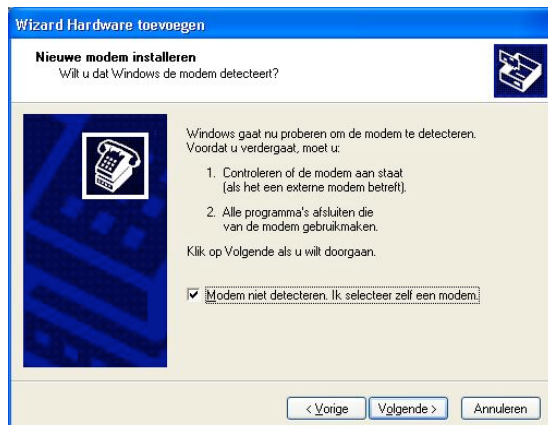 Wizard Hardware toevoegen
Nieuwe modem installeren
Wilt u dat Windows de modem detecteert?
Windows gaat nu proberen om de modem te detecteren.
Voordat u verdergaat, moet u:
1. Controleren of de modem aan staat
(als het een externe modem betreft).
2. Alle programma's afsluiten die
van de modem gebruikmaken.
Klik op Volgende als u wilt doorgaan.
Modem niet detecteren. Ik selecteer zelf een modem.
< Vorige
Volgende >
Annuleren